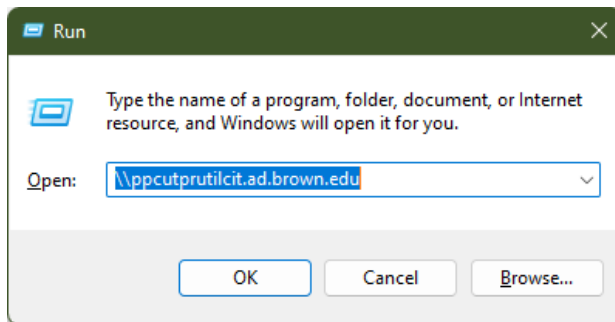 Run
Type the name of a program, folder, document, or Internet
resource, and Windows will open it for you.
Open: \\ppcutprutilcit.ad.brown.edu
OK Cancel Browse...